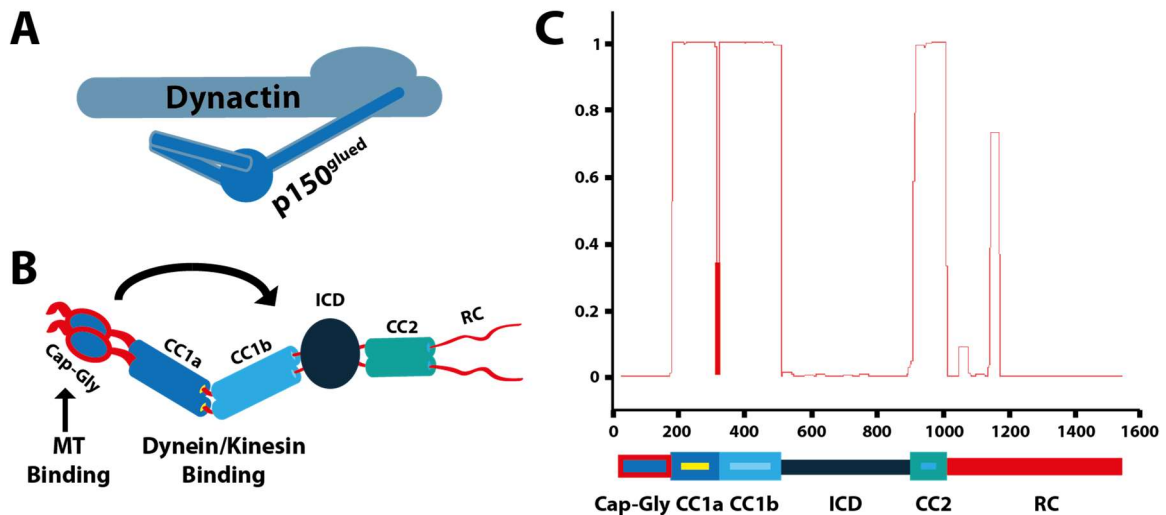 A
Dynactin
p150glued
B
ICD
RC
CC2
CC1b
CC1a
Cap-Gly
MT
Binding
Dynein/Kinesin
Binding
C
1
0.8
0.6
0.4
0.2
0
0 200 400 600 800 1000 1200 1400 1600
Cap-Gly CC1a CC1b ICD CC2 RC